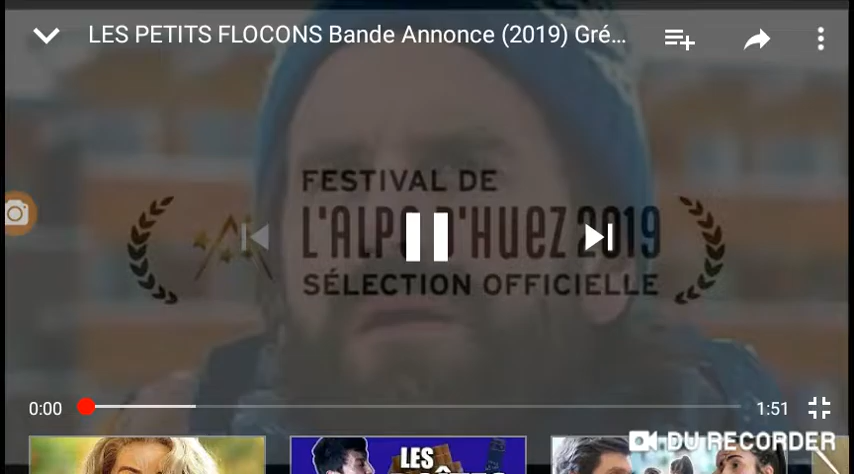 LES PETITS FLOCONS Bande Annonce (2019) Gré...
FESTIVAL DE
L'ALPE D'HUEZ 2019
SÉLECTION OFFICIELLE
0:00
1:51
LES
DU RECORDER